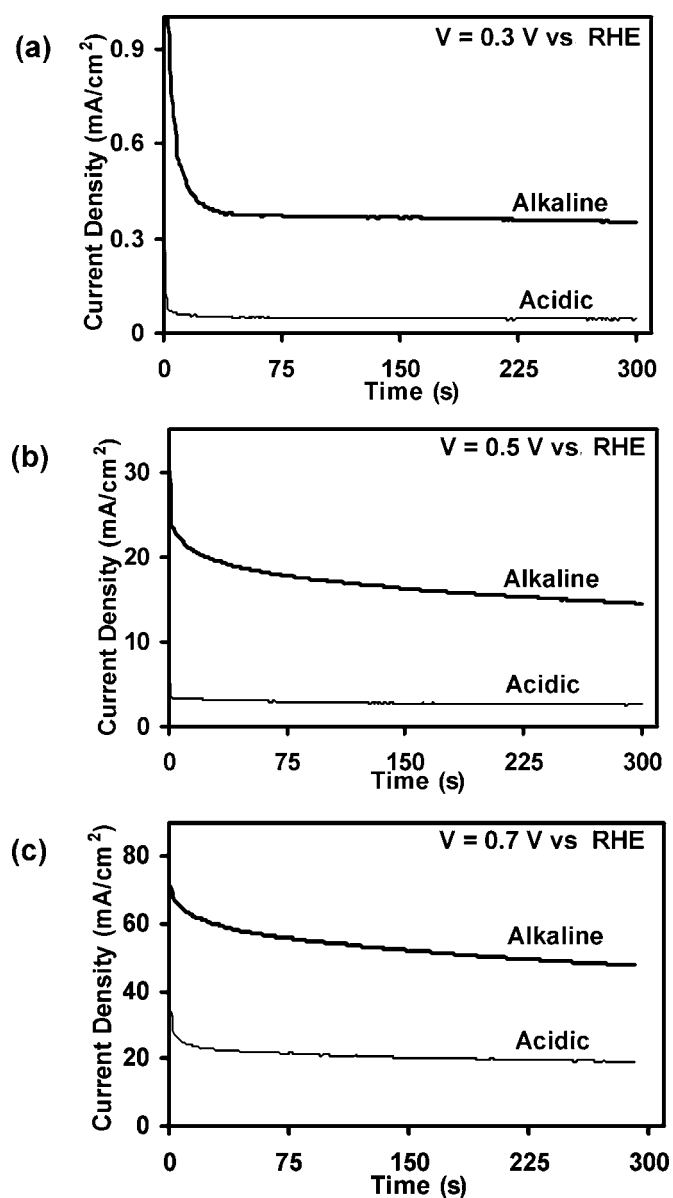 (a)
V = 0.3 V vs RHE
Current Density (mA/cm²)
0.9
0.6
0.3
0
Alkaline
Acidic
0 75 150 225 300
Time (s)
(b)
V = 0.5 V vs. RHE
Current Density (mA/cm²)
30
20
10
0
Alkaline
Acidic
0 75 150 225 300
Time (s)
(c)
V = 0.7 V vs RHE
Current Density (mA/cm²)
80
60
40
20
0
Alkaline
Acidic
0 75 150 225 300
Time (s)